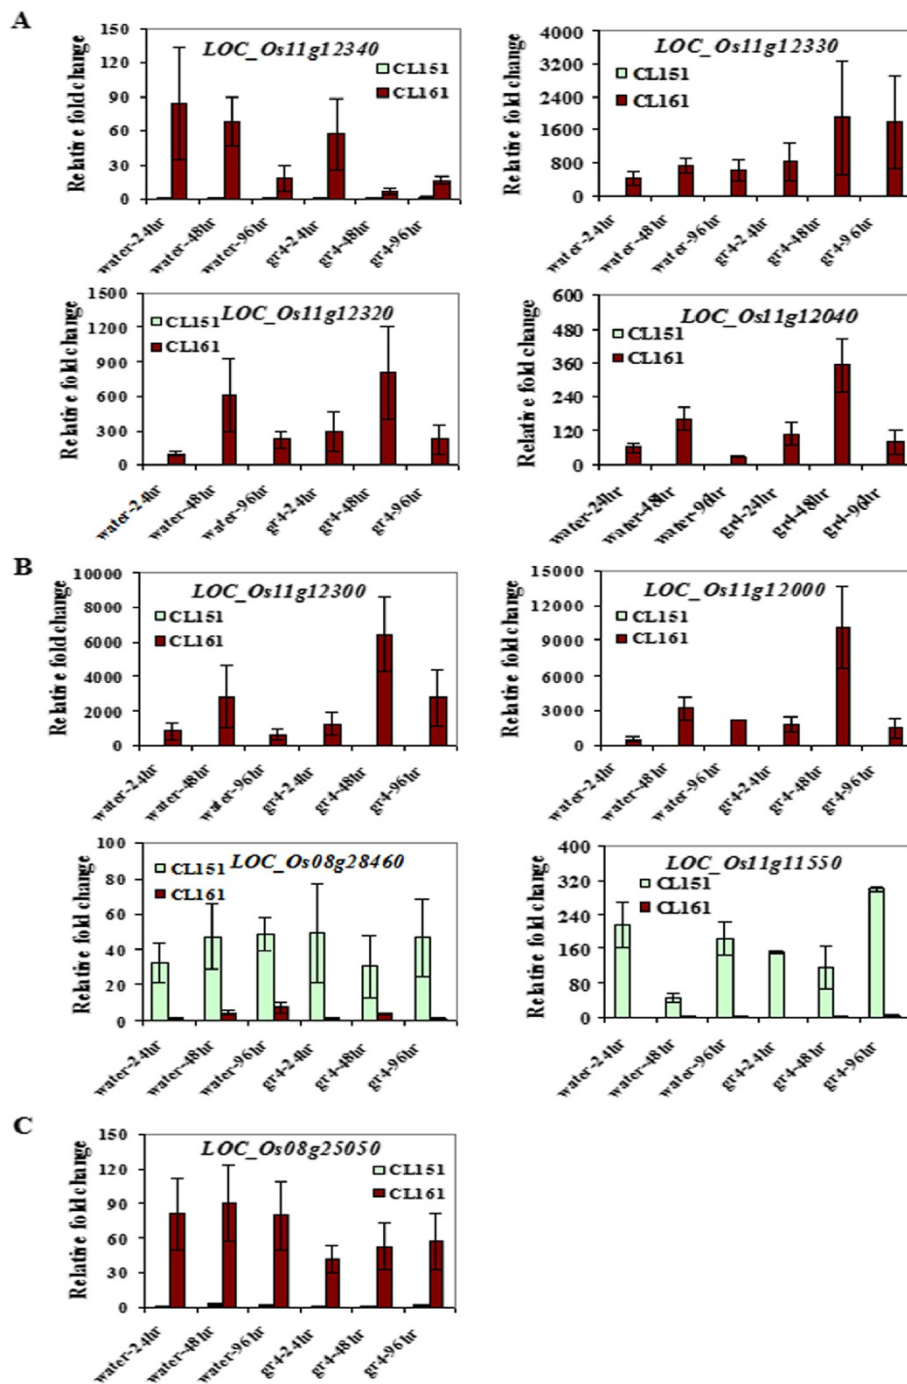 A
LOC_Os11g12340
CL151
CL161
Relative fold change
150
120
90
60
30
0
water-24hr
water-48hr
water-96hr
gr4-24hr
gr4-48hr
gr4-96hr
LOC_Os11g12330
CL151
CL161
Relative fold change
4000
3200
2400
1600
800
0
water-24hr
water-48hr
water-96hr
gr4-24hr
gr4-48hr
gr4-96hr
LOC_Os11g12320
CL151
CL161
Relative fold change
1500
1200
900
600
300
0
water-24hr
water-48hr
water-96hr
gr4-24hr
gr4-48hr
gr4-96hr
LOC_Os11g12040
CL151
CL161
Relative fold change
600
480
360
240
120
0
water-24hr
water-48hr
water-96hr
gr4-24hr
gr4-48hr
gr4-96hr
B
LOC_Os11g12300
CL151
CL161
Relative fold change
10000
8000
6000
4000
2000
0
water-24hr
water-48hr
water-96hr
gr4-24hr
gr4-48hr
gr4-96hr
LOC_Os11g12000
CL151
CL161
Relative fold change
15000
12000
9000
6000
3000
0
water-24hr
water-48hr
water-96hr
gr4-24hr
gr4-48hr
gr4-96hr
LOC_Os08g28460
CL151
CL161
Relative fold change
100
80
60
40
20
0
water-24hr
water-48hr
water-96hr
gr4-24hr
gr4-48hr
gr4-96hr
LOC_Os11g11550
CL151
CL161
Relative fold change
400
320
240
160
80
0
water-24hr
water-48hr
water-96hr
gr4-24hr
gr4-48hr
gr4-96hr
C
LOC_Os08g25050
CL151
CL161
Relative fold change
150
120
90
60
30
0
water-24hr
water-48hr
water-96hr
gr4-24hr
gr4-48hr
gr4-96hr